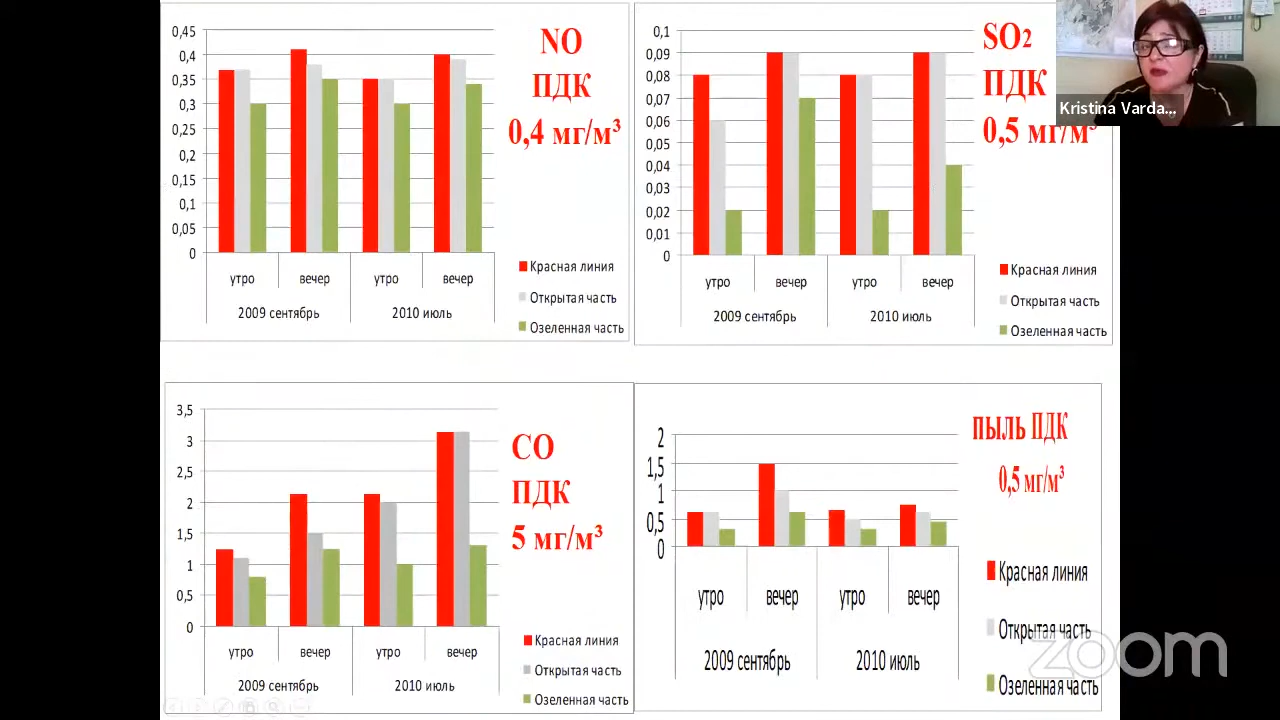 0,45
0,4
0,35
0,3
0,25
0,2
0,15
0,1
0,05
0
утро
вечер
утро
вечер
2009 сентябрь
2010 июль
NO
ПДК
0,4 мг/м³
Красная линия
Открытая часть
Озеленная часть
0,1
0,09
0,08
0,07
0,06
0,05
0,04
0,03
0,02
0,01
0
утро
вечер
утро
вечер
2009 сентябрь
2010 июль
SO2
ПДК
0,5 мг/м³
Красная линия
Открытая часть
Озеленная часть
Kristina Varda...
3,5
3
2,5
2
1,5
1
0,5
0
утро
вечер
утро
вечер
2009 сентябрь
2010 июль
CO
ПДК
5 мг/м³
Красная линия
Открытая часть
Озеленная часть
2
1,5
1
0,5
0
утро
вечер
утро
вечер
2009 сентябрь
2010 июль
ПЫЛЬ ПДК
0,5 мг/м³
Красная линия
Открытая часть
Озеленная часть
zoom